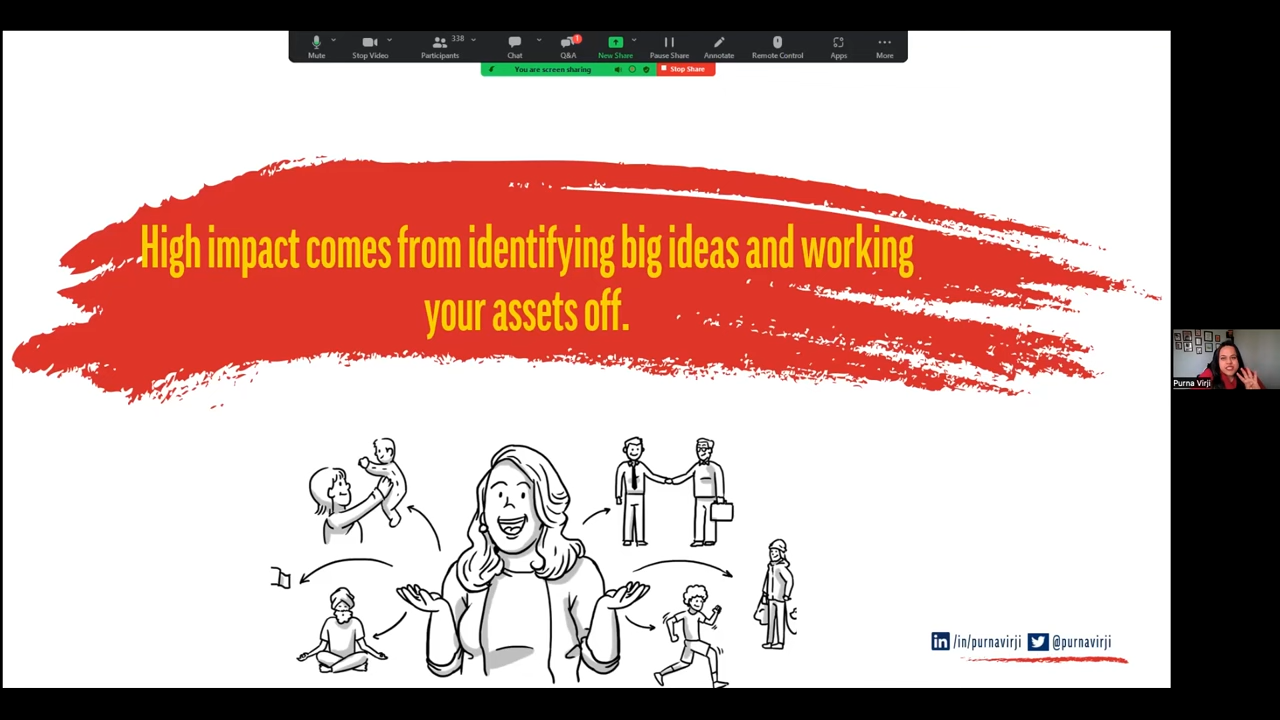 338
Mute
Stop Video
Participants
Chat
1
Q&A
New Share
Pause Share
Annotate
Remote Control
Apps
More
You are screen sharing
Stop Share
High impact comes from identifying big ideas and working
your assets off.
Purna Virji
in /in/purnavirji @purnavirji